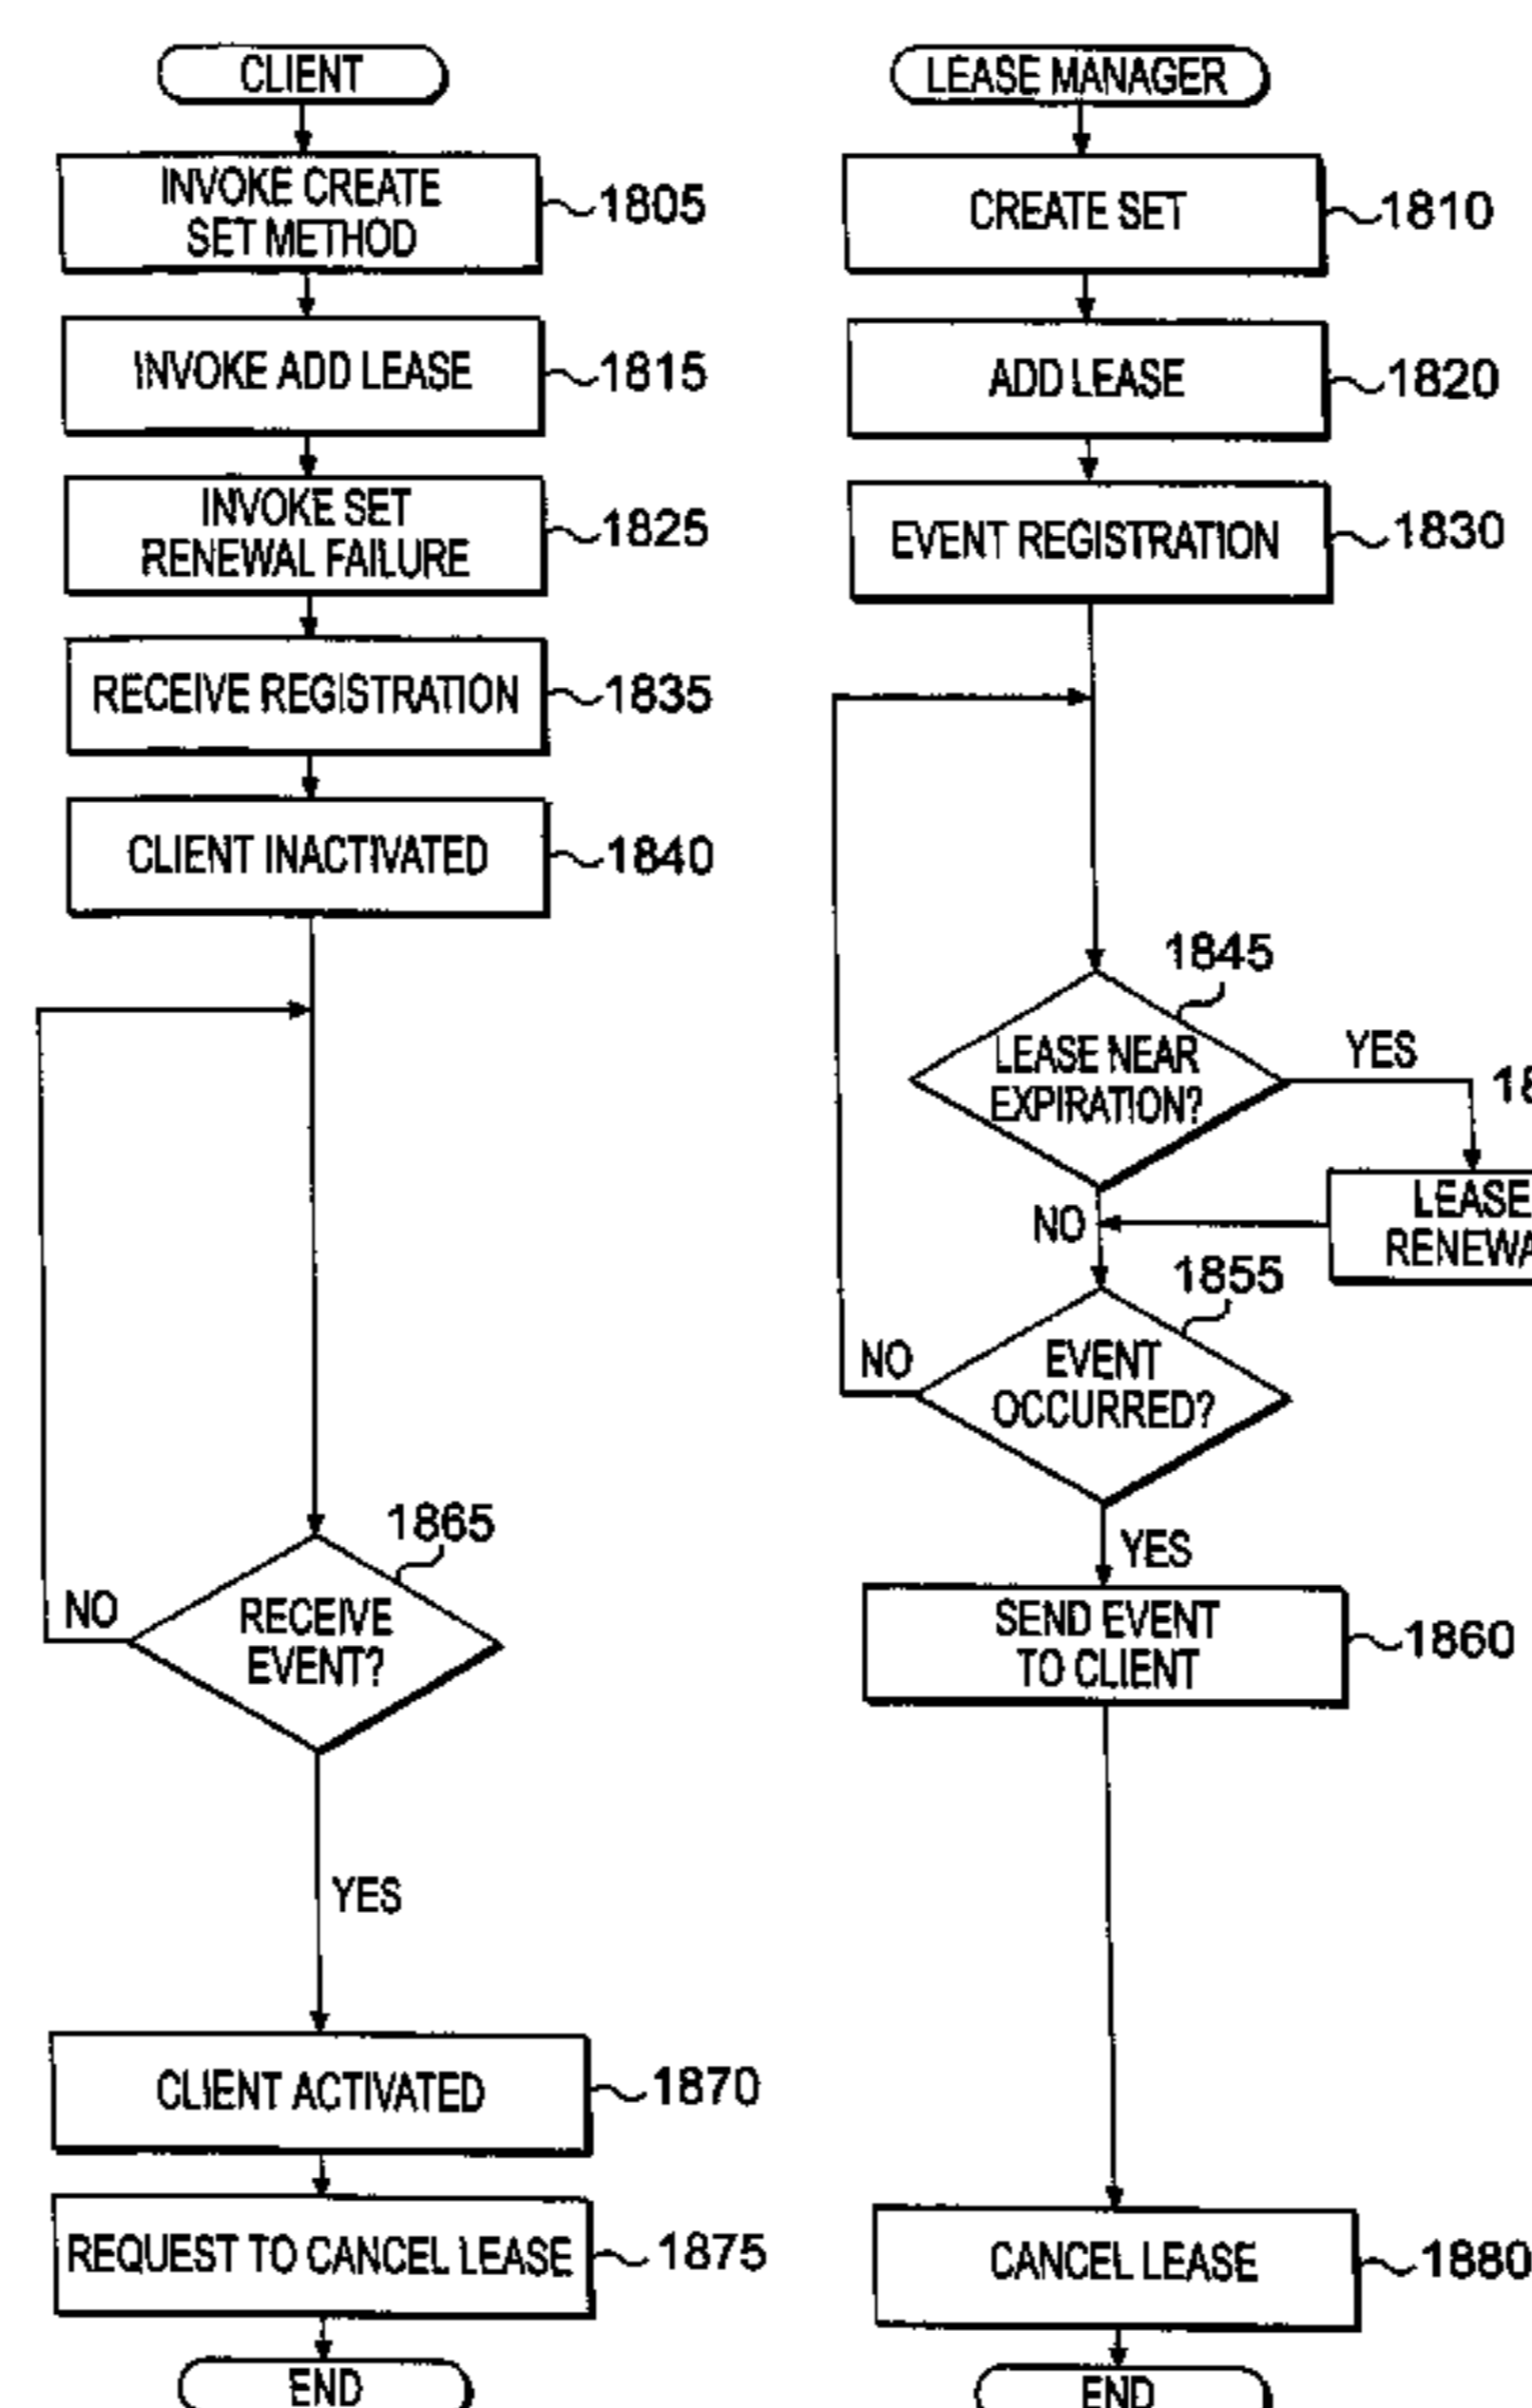 CLIENT
INVOKE CREATE
SET METHOD
1805
INVOKE ADD LEASE
1815
INVOKE SET
RENEWAL FAILURE
1825
RECEIVE REGISTRATION
1835
CLIENT INACTIVATED
1840
1865
RECEIVE
EVENT?
NO
YES
CLIENT ACTIVATED
1870
REQUEST TO CANCEL LEASE
1875
END
LEASE MANAGER
CREATE SET
1810
ADD LEASE
1820
EVENT REGISTRATION
1830
1845
LEASE NEAR
EXPIRATION?
YES
LEASE
NO
1855
EVENT
OCCURRED?
NO
YES
SEND EVENT
TO CLIENT
1860
CANCEL LEASE
1880
END